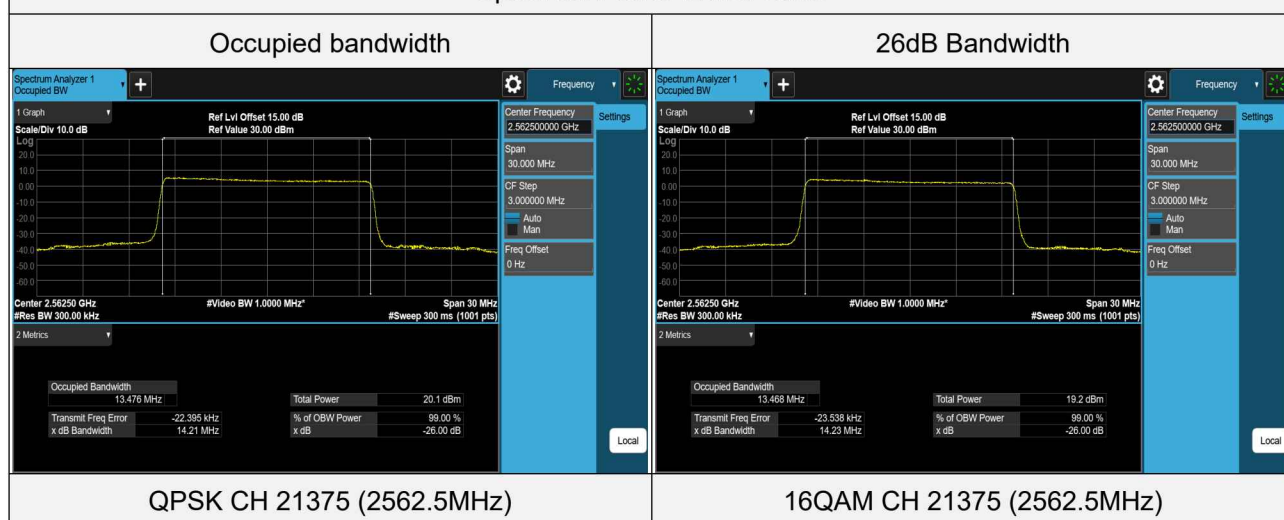 Occupied bandwidth
26dB Bandwidth
Spectrum Analyzer 1
Occupied BW
+
Frequency
1 Graph
Ref Lvl Offset 15.00 dB
Scale/Div 10.0 dB
Ref Value 30.00 dBm
Log
20.0
10.0
0.00
-10.0
-20.0
-30.0
-40.0
-50.0
-60.0
Center 2.56250 GHz
#Video BW 1.0000 MHz*
Span 30 MHz
#Res BW 300.00 kHz
#Sweep 300 ms (1001 pts)
Center Frequency
2.562500000 GHz
Settings
Span
30.000 MHz
CF Step
3.000000 MHz
Auto
Man
Freq Offset
0 Hz
2 Metrics
Occupied Bandwidth
13.476 MHz
Total Power 20.1 dBm
Transmit Freq Error -22.395 kHz
% of OBW Power 99.00 %
x dB Bandwidth 14.21 MHz
x dB -26.00 dB
Local
Spectrum Analyzer 1
Occupied BW
+
Frequency
1 Graph
Ref Lvl Offset 15.00 dB
Scale/Div 10.0 dB
Ref Value 30.00 dBm
Log
20.0
10.0
0.00
-10.0
-20.0
-30.0
-40.0
-50.0
-60.0
Center 2.56250 GHz
#Video BW 1.0000 MHz*
Span 30 MHz
#Res BW 300.00 kHz
#Sweep 300 ms (1001 pts)
Center Frequency
2.562500000 GHz
Settings
Span
30.000 MHz
CF Step
3.000000 MHz
Auto
Man
Freq Offset
0 Hz
2 Metrics
Occupied Bandwidth
13.468 MHz
Total Power 19.2 dBm
Transmit Freq Error -23.538 kHz
% of OBW Power 99.00 %
x dB Bandwidth 14.23 MHz
x dB -26.00 dB
Local
QPSK CH 21375 (2562.5MHz)
16QAM CH 21375 (2562.5MHz)